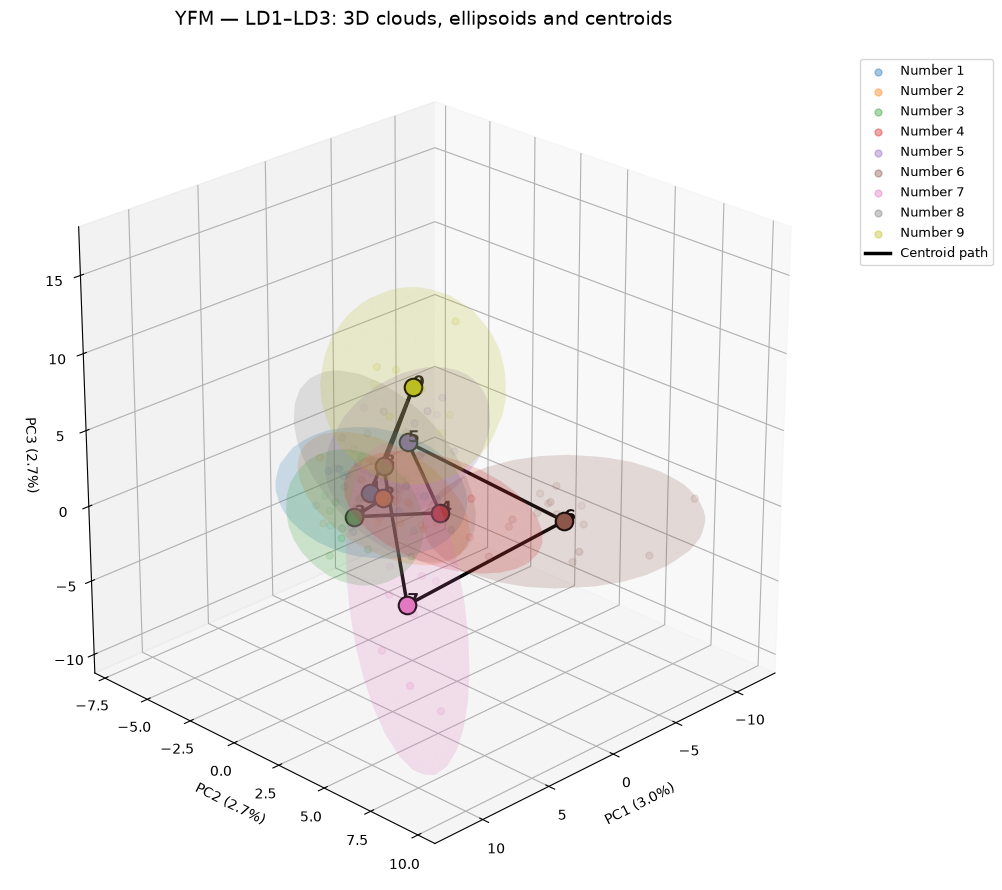 YFM — LD1–LD3: 3D clouds, ellipsoids and centroids
Number 1
Number 2
Number 3
Number 4
Number 5
Number 6
Number 7
Number 8
Number 9
Centroid path
15
10
5
0
−5
−10
PC3 (2.7%)
−7.5
−5.0
−2.5
0.0
2.5
5.0
7.5
10.0
PC2 (2.7%)
−10
−5
0
5
10
PC1 (3.0%)
9
5
4
6
7